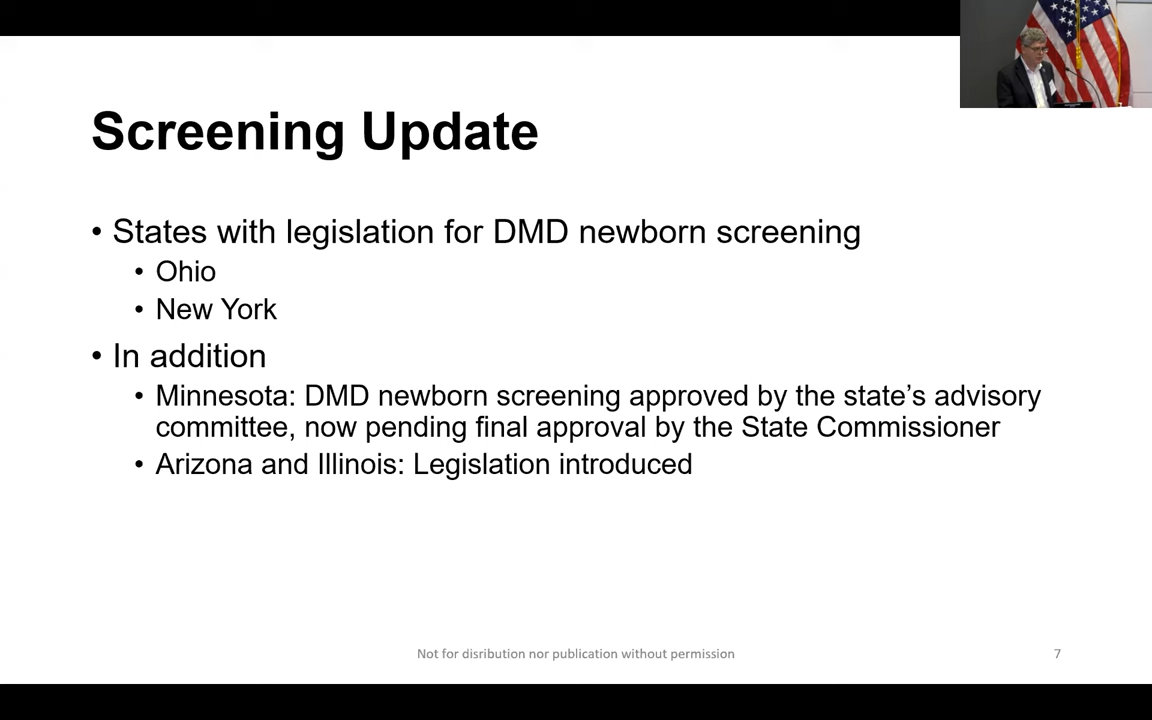 Screening Update
• States with legislation for DMD newborn screening
• Ohio
• New York
• In addition
• Minnesota: DMD newborn screening approved by the state’s advisory
committee, now pending final approval by the State Commissioner
• Arizona and Illinois: Legislation introduced
Not for disribution nor publication without permission
7